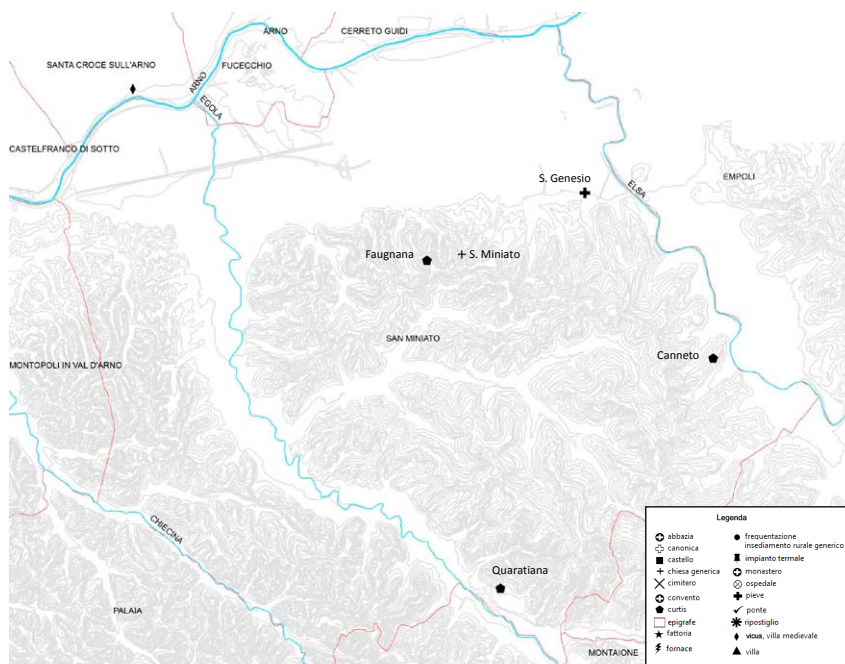 ARNO
CERRETO GUIDI
SANTA CROCE SULL'ARNO
FUCECCHIO
ARNO
EGOLA
CASTELFRANCO DI SOTTO
S. Genesio
ELSA
EMPOLI
Faugnana
S. Miniato
SAN MINIATO
Canneto
MONTOPOLI IN VAL D'ARNO
CHIECINA
Quaratiana
PALAIA
MONTAIONE
Legenda
abbazia
canonica
castello
chiesa generica
cimitero
convento
curtis
epigrafe
fattoria
fornace
frequentazione
insediamento rurale generico
impianto termale
monastero
ospedale
pieve
ponte
ripostiglio
vicus, villa medievale
villa